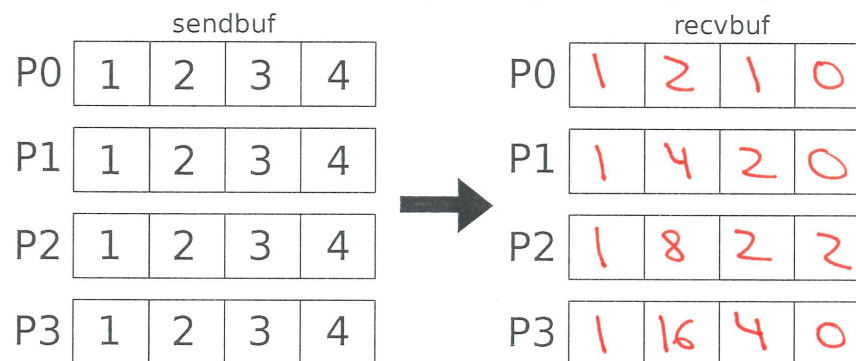 sendbuf recvbuf
P0 1 2 3 4 P0 1 2 1 0
P1 1 2 3 4 P1 1 4 2 0
P2 1 2 3 4 P2 1 8 2 2
P3 1 2 3 4 P3 1 16 4 0